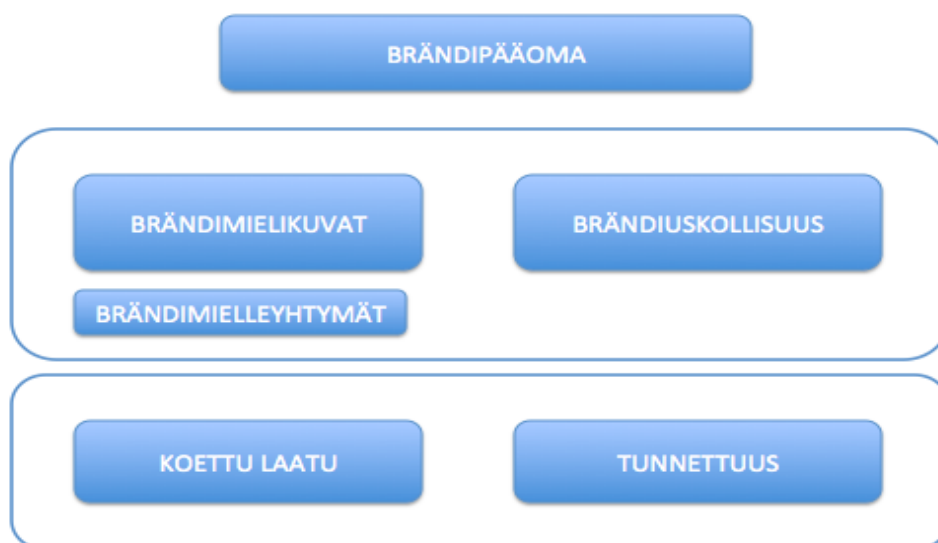 BRÄNDIPÄÄOMA
BRÄNDIMIELIKUVAT
BRÄNDIUSKOLLISUUS
BRÄNDIMIELLEYHTYMÄT
KOETTU LAATU
TUNNETTUUS